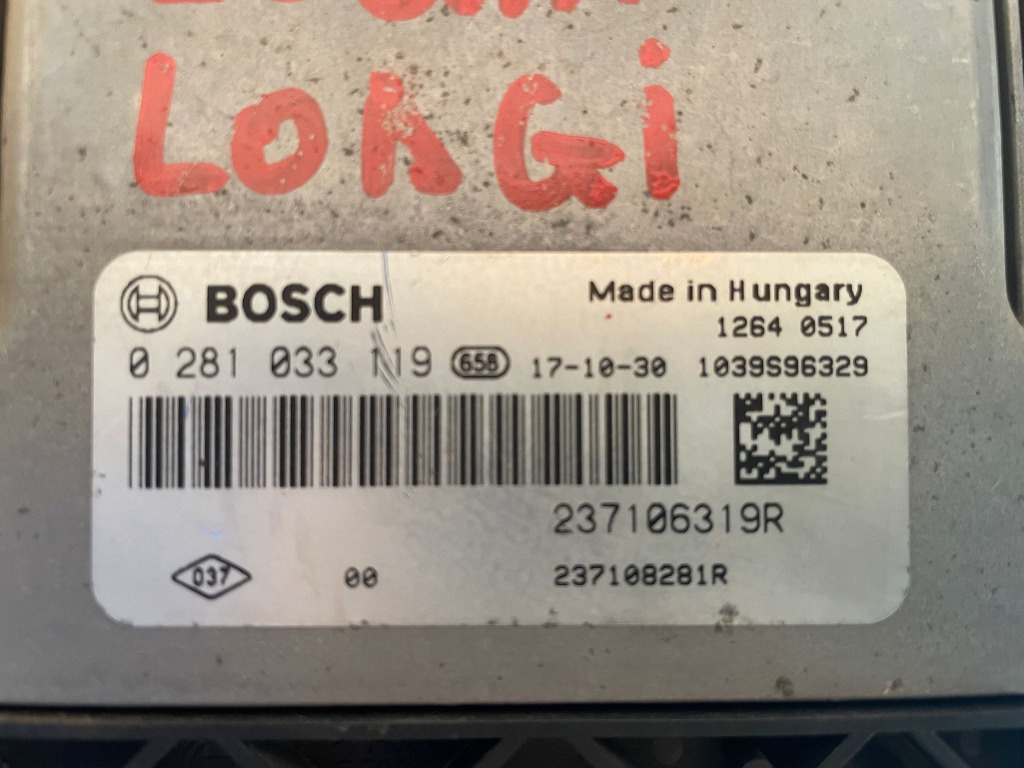 LOKGi
BOSCH
Made in Hungary
1264 0517
0 281 033 119 658 17-10-30 1039S96329
237106319R
037 00 237108281R